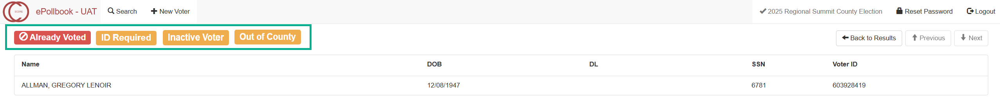 SCORE ePollbook - UAT Search New Voter 2025 Regional Summit County Election Reset Password Logout
Already Voted ID Required Inactive Voter Out of County Back to Results Previous Next
Name DOB DL SSN Voter ID
ALLMAN, GREGORY LENOIR 12/08/1947 6781 603928419